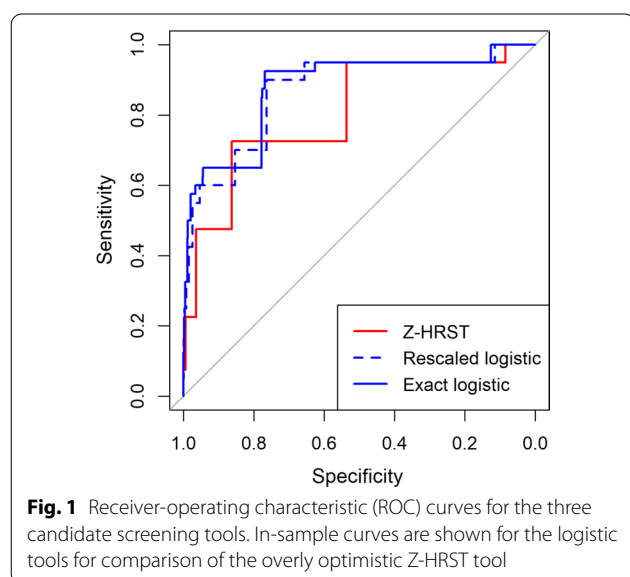 1.0
0.8
0.6
0.4
0.2
0.0
Sensitivity
Z-HRST
Rescaled logistic
Exact logistic
1.0 0.8 0.6 0.4 0.2 0.0
Specificity
Fig. 1 Receiver-operating characteristic (ROC) curves for the three
candidate screening tools. In-sample curves are shown for the logistic
tools for comparison of the overly optimistic Z-HRST tool